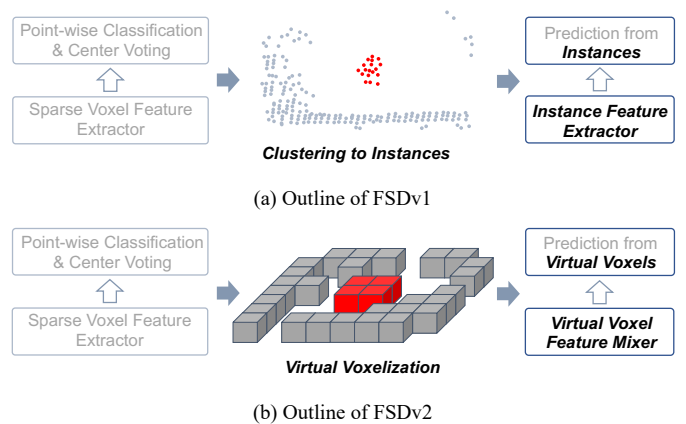 Point-wise Classification
& Center Voting
Sparse Voxel Feature
Extractor
Clustering to Instances
Prediction from
Instances
Instance Feature
Extractor
(a) Outline of FSDv1
Point-wise Classification
& Center Voting
Sparse Voxel Feature
Extractor
Virtual Voxelization
Prediction from
Virtual Voxels
Virtual Voxel
Feature Mixer
(b) Outline of FSDv2